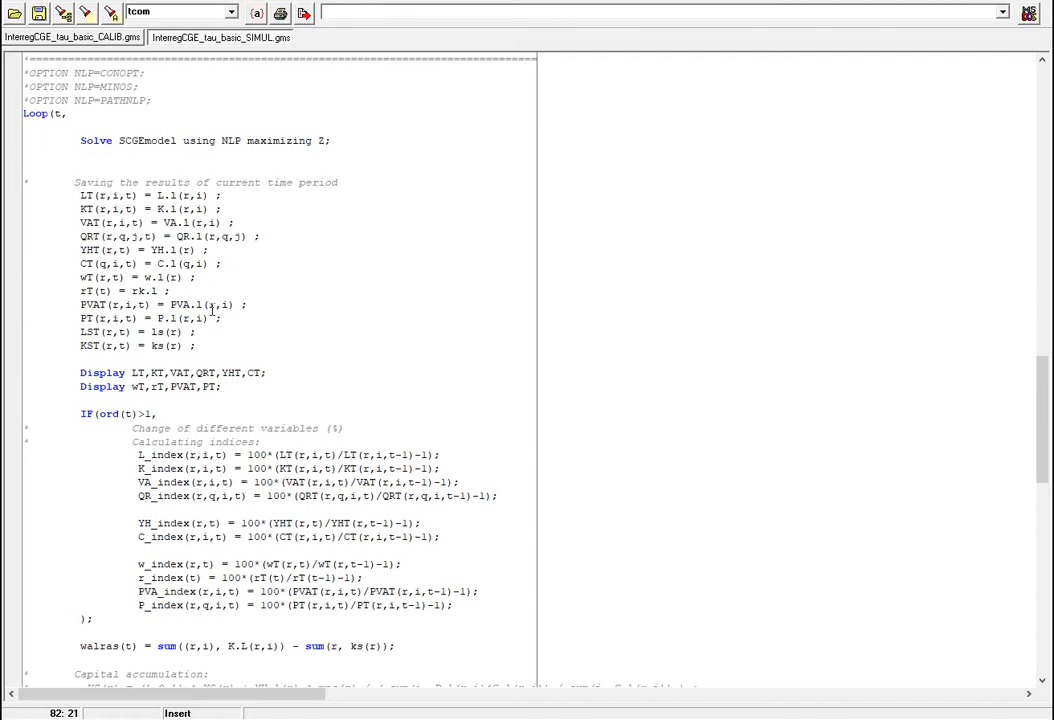 tcom
{a}
MS
DOS
InterregCGE_tau_basic_CALIB.gms InterregCGE_tau_basic_SIMUL.gms
*OPTION NLP=CONOPT;
*OPTION NLP=MINOS;
*OPTION NLP=PATHNLP;
Loop(t,
Solve SCGEmodel using NLP maximizing Z;
* Saving the results of current time period
LT(r,i,t) = L.l(r,i) ;
KT(r,i,t) = K.l(r,i) ;
VAT(r,i,t) = VA.l(r,i) ;
QRT(r,q,j,t) = QR.l(r,q,j) ;
YHT(r,t) = YH.l(r) ;
CT(q,i,t) = C.l(q,i) ;
wT(r,t) = w.l(r) ;
rT(t) = rk.l ;
PVAT(r,i,t) = PVA.l(r,i) ;
PT(r,i,t) = P.l(r,i) ;
LST(r,t) = ls(r) ;
KST(r,t) = ks(r) ;
Display LT,KT,VAT,QRT,YHT,CT;
Display wT,rT,PVAT,PT;
IF(ord(t)>1,
* Change of different variables (%)
* Calculating indices:
L_index(r,i,t) = 100*(LT(r,i,t)/LT(r,i,t-1)-1);
K_index(r,i,t) = 100*(KT(r,i,t)/KT(r,i,t-1)-1);
VA_index(r,i,t) = 100*(VAT(r,i,t)/VAT(r,i,t-1)-1);
QR_index(r,q,i,t) = 100*(QRT(r,q,i,t)/QRT(r,q,i,t-1)-1);
YH_index(r,t) = 100*(YHT(r,t)/YHT(r,t-1)-1);
C_index(r,i,t) = 100*(CT(r,i,t)/CT(r,i,t-1)-1);
w_index(r,t) = 100*(wT(r,t)/wT(r,t-1)-1);
r_index(t) = 100*(rT(t)/rT(t-1)-1);
PVA_index(r,i,t) = 100*(PVAT(r,i,t)/PVAT(r,i,t-1)-1);
P_index(r,q,i,t) = 100*(PT(r,i,t)/PT(r,i,t-1)-1);
);
walras(t) = sum((r,i), K.L(r,i)) - sum(r, ks(r));
* Capital accumulation:
82: 21 Insert